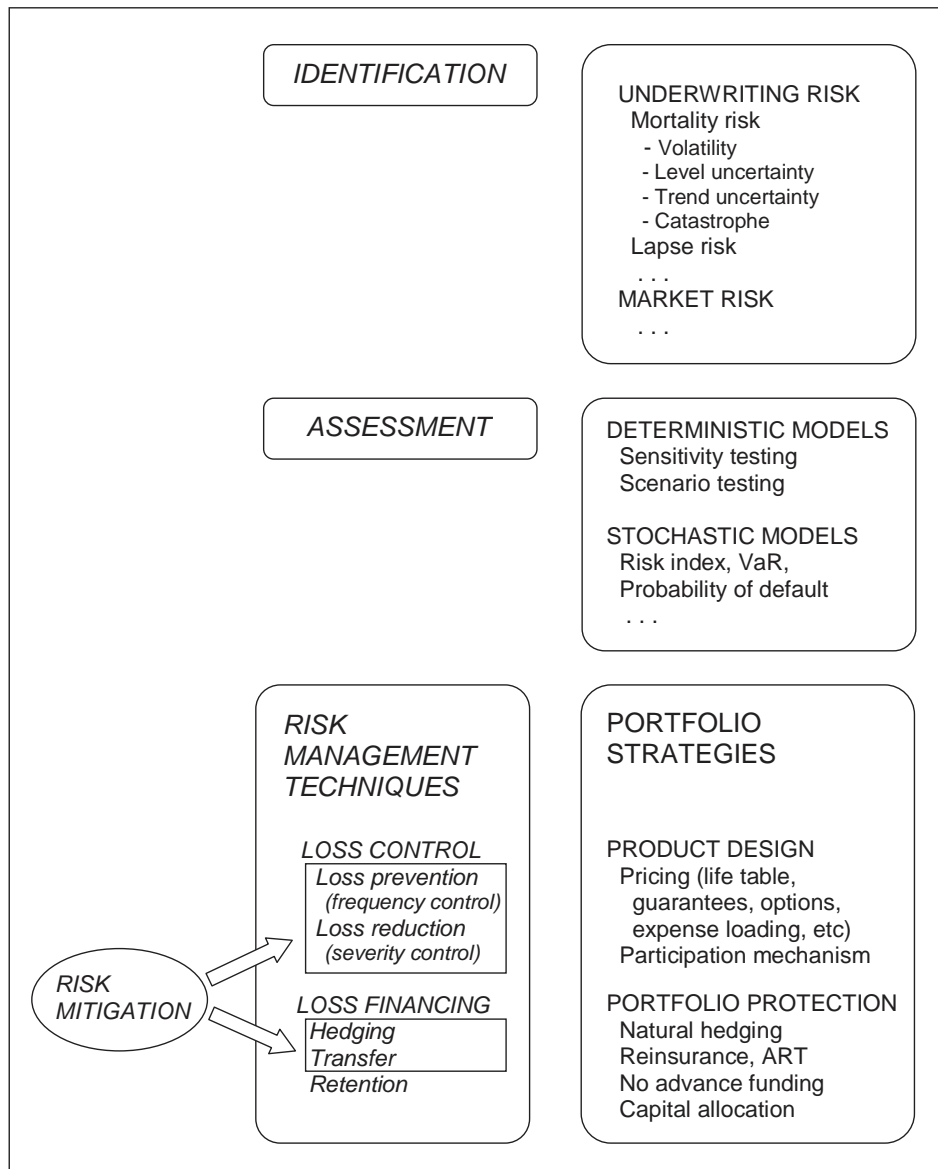 IDENTIFICATION
UNDERWRITING RISK
Mortality risk
- Volatility
- Level uncertainty
- Trend uncertainty
- Catastrophe
Lapse risk
. . .
MARKET RISK
. . .
ASSESSMENT
DETERMINISTIC MODELS
Sensitivity testing
Scenario testing
STOCHASTIC MODELS
Risk index, VaR,
Probability of default
. . .
RISK
MANAGEMENT
TECHNIQUES
LOSS CONTROL
Loss prevention
(frequency control)
Loss reduction
(severity control)
LOSS FINANCING
Hedging
Transfer
Retention
RISK
MITIGATION
PORTFOLIO
STRATEGIES
PRODUCT DESIGN
Pricing (life table,
guarantees, options,
expense loading, etc)
Participation mechanism
PORTFOLIO PROTECTION
Natural hedging
Reinsurance, ART
No advance funding
Capital allocation